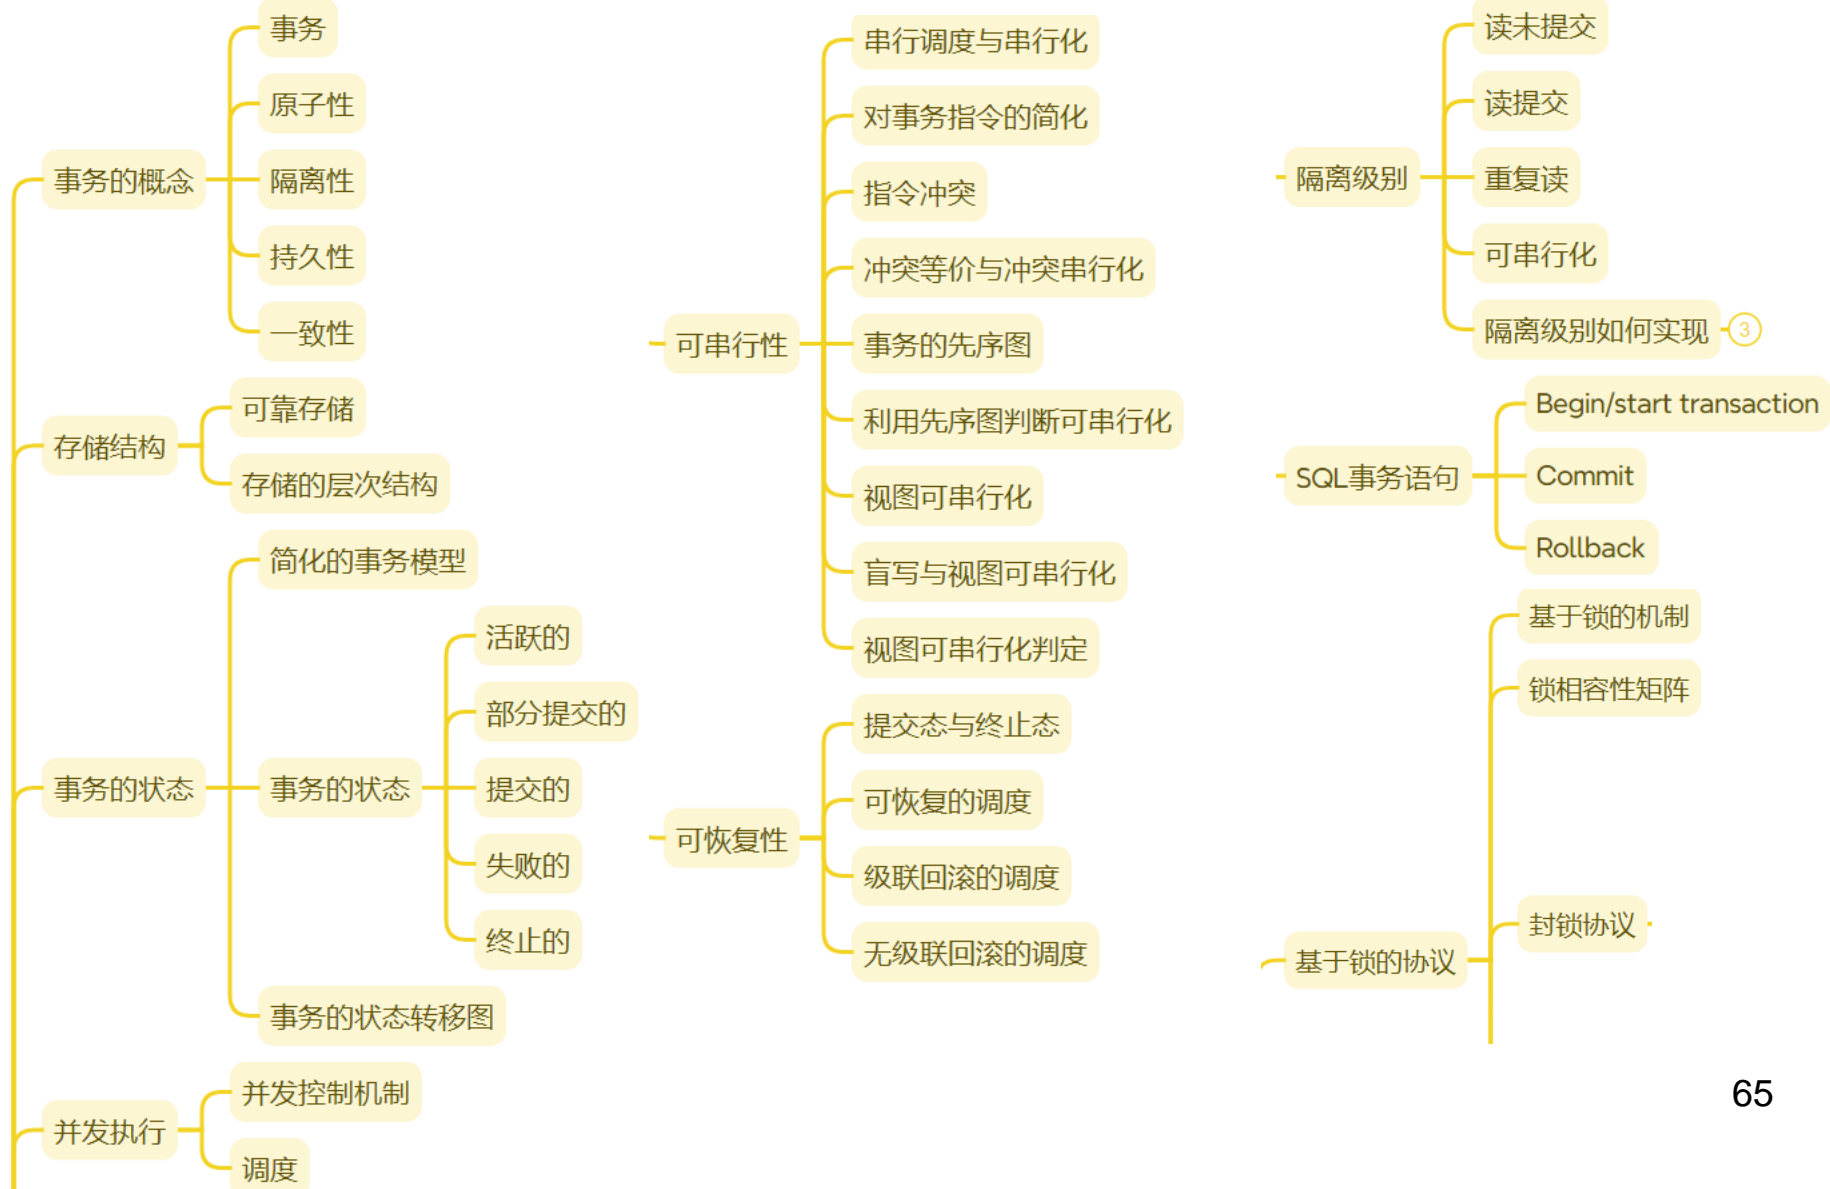 事务的概念
事务
原子性
隔离性
持久性
一致性
存储结构
可靠存储
存储的层次结构
事务的状态
简化的事务模型
事务的状态
活跃的
部分提交的
提交的
失败的
终止的
事务的状态转移图
并发执行
并发控制机制
调度
可串行性
串行调度与串行化
对事务指令的简化
指令冲突
冲突等价与冲突串行化
事务的先序图
利用先序图判断可串行化
视图可串行化
盲写与视图可串行化
视图可串行化判定
可恢复性
提交态与终止态
可恢复的调度
级联回滚的调度
无级联回滚的调度
隔离级别
读未提交
读提交
重复读
可串行化
隔离级别如何实现
3
SQL事务语句
Begin/start transaction
Commit
Rollback
基于锁的协议
基于锁的机制
锁相容性矩阵
封锁协议
65